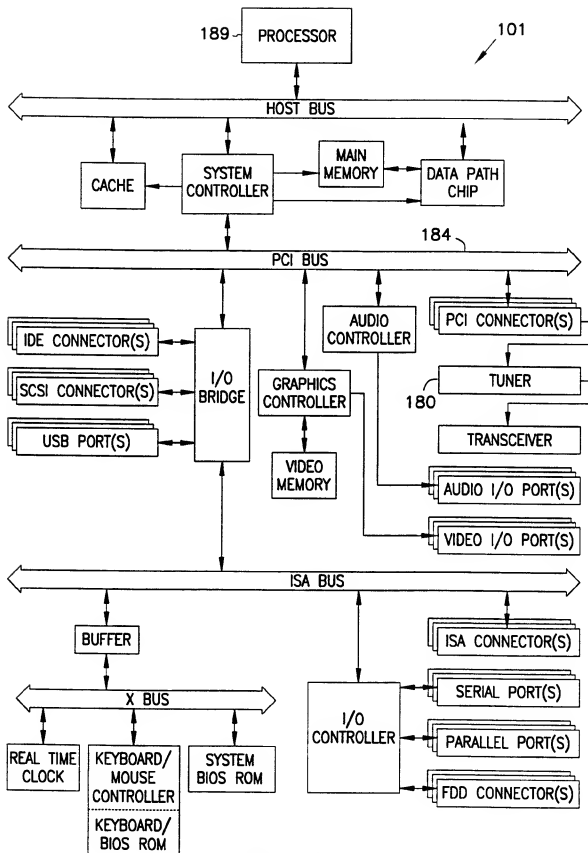 189
PROCESSOR
101
HOST BUS
CACHE
SYSTEM
CONTROLLER
MAIN
MEMORY
DATA PATH
CHIP
184
PCI BUS
IDE CONNECTOR(S)
SCSI CONNECTOR(S)
USB PORT(S)
I/O
BRIDGE
GRAPHICS
CONTROLLER
VIDEO
MEMORY
AUDIO
CONTROLLER
PCI CONNECTOR(S)
TUNER
180
TRANSCEIVER
AUDIO I/O PORT(S)
VIDEO I/O PORT(S)
ISA BUS
BUFFER
X BUS
REAL TIME
CLOCK
KEYBOARD/
MOUSE
CONTROLLER
KEYBOARD/
BIOS ROM
SYSTEM
BIOS ROM
I/O
CONTROLLER
ISA CONNECTOR(S)
SERIAL PORT(S)
PARALLEL PORT(S)
FDD CONNECTOR(S)